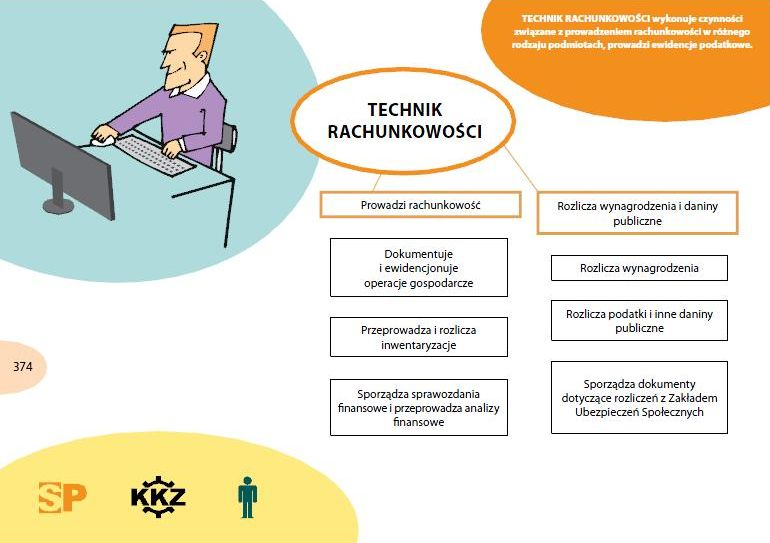 TECHNIK RACHUNKOWOŚCI wykonuje czynności
związane z prowadzeniem rachunkowości w różnego
rodzaju podmiotach, prowadzi ewidencje podatkowe.
TECHNIK
RACHUNKOWOŚCI
Prowadzi rachunkowość
Dokumentuje
i ewidencjonuje
operacje gospodarcze
Przeprowadza i rozlicza
inwentaryzacje
Sporządza sprawozdania
finansowe i przeprowadza analizy
finansowe
Rozlicza wynagrodzenia i daniny
publiczne
Rozlicza wynagrodzenia
Rozlicza podatki i inne daniny
publiczne
Sporządza dokumenty
dotyczące rozliczeń z Zakładem
Ubezpieczeń Społecznych
374
SP
KKZ